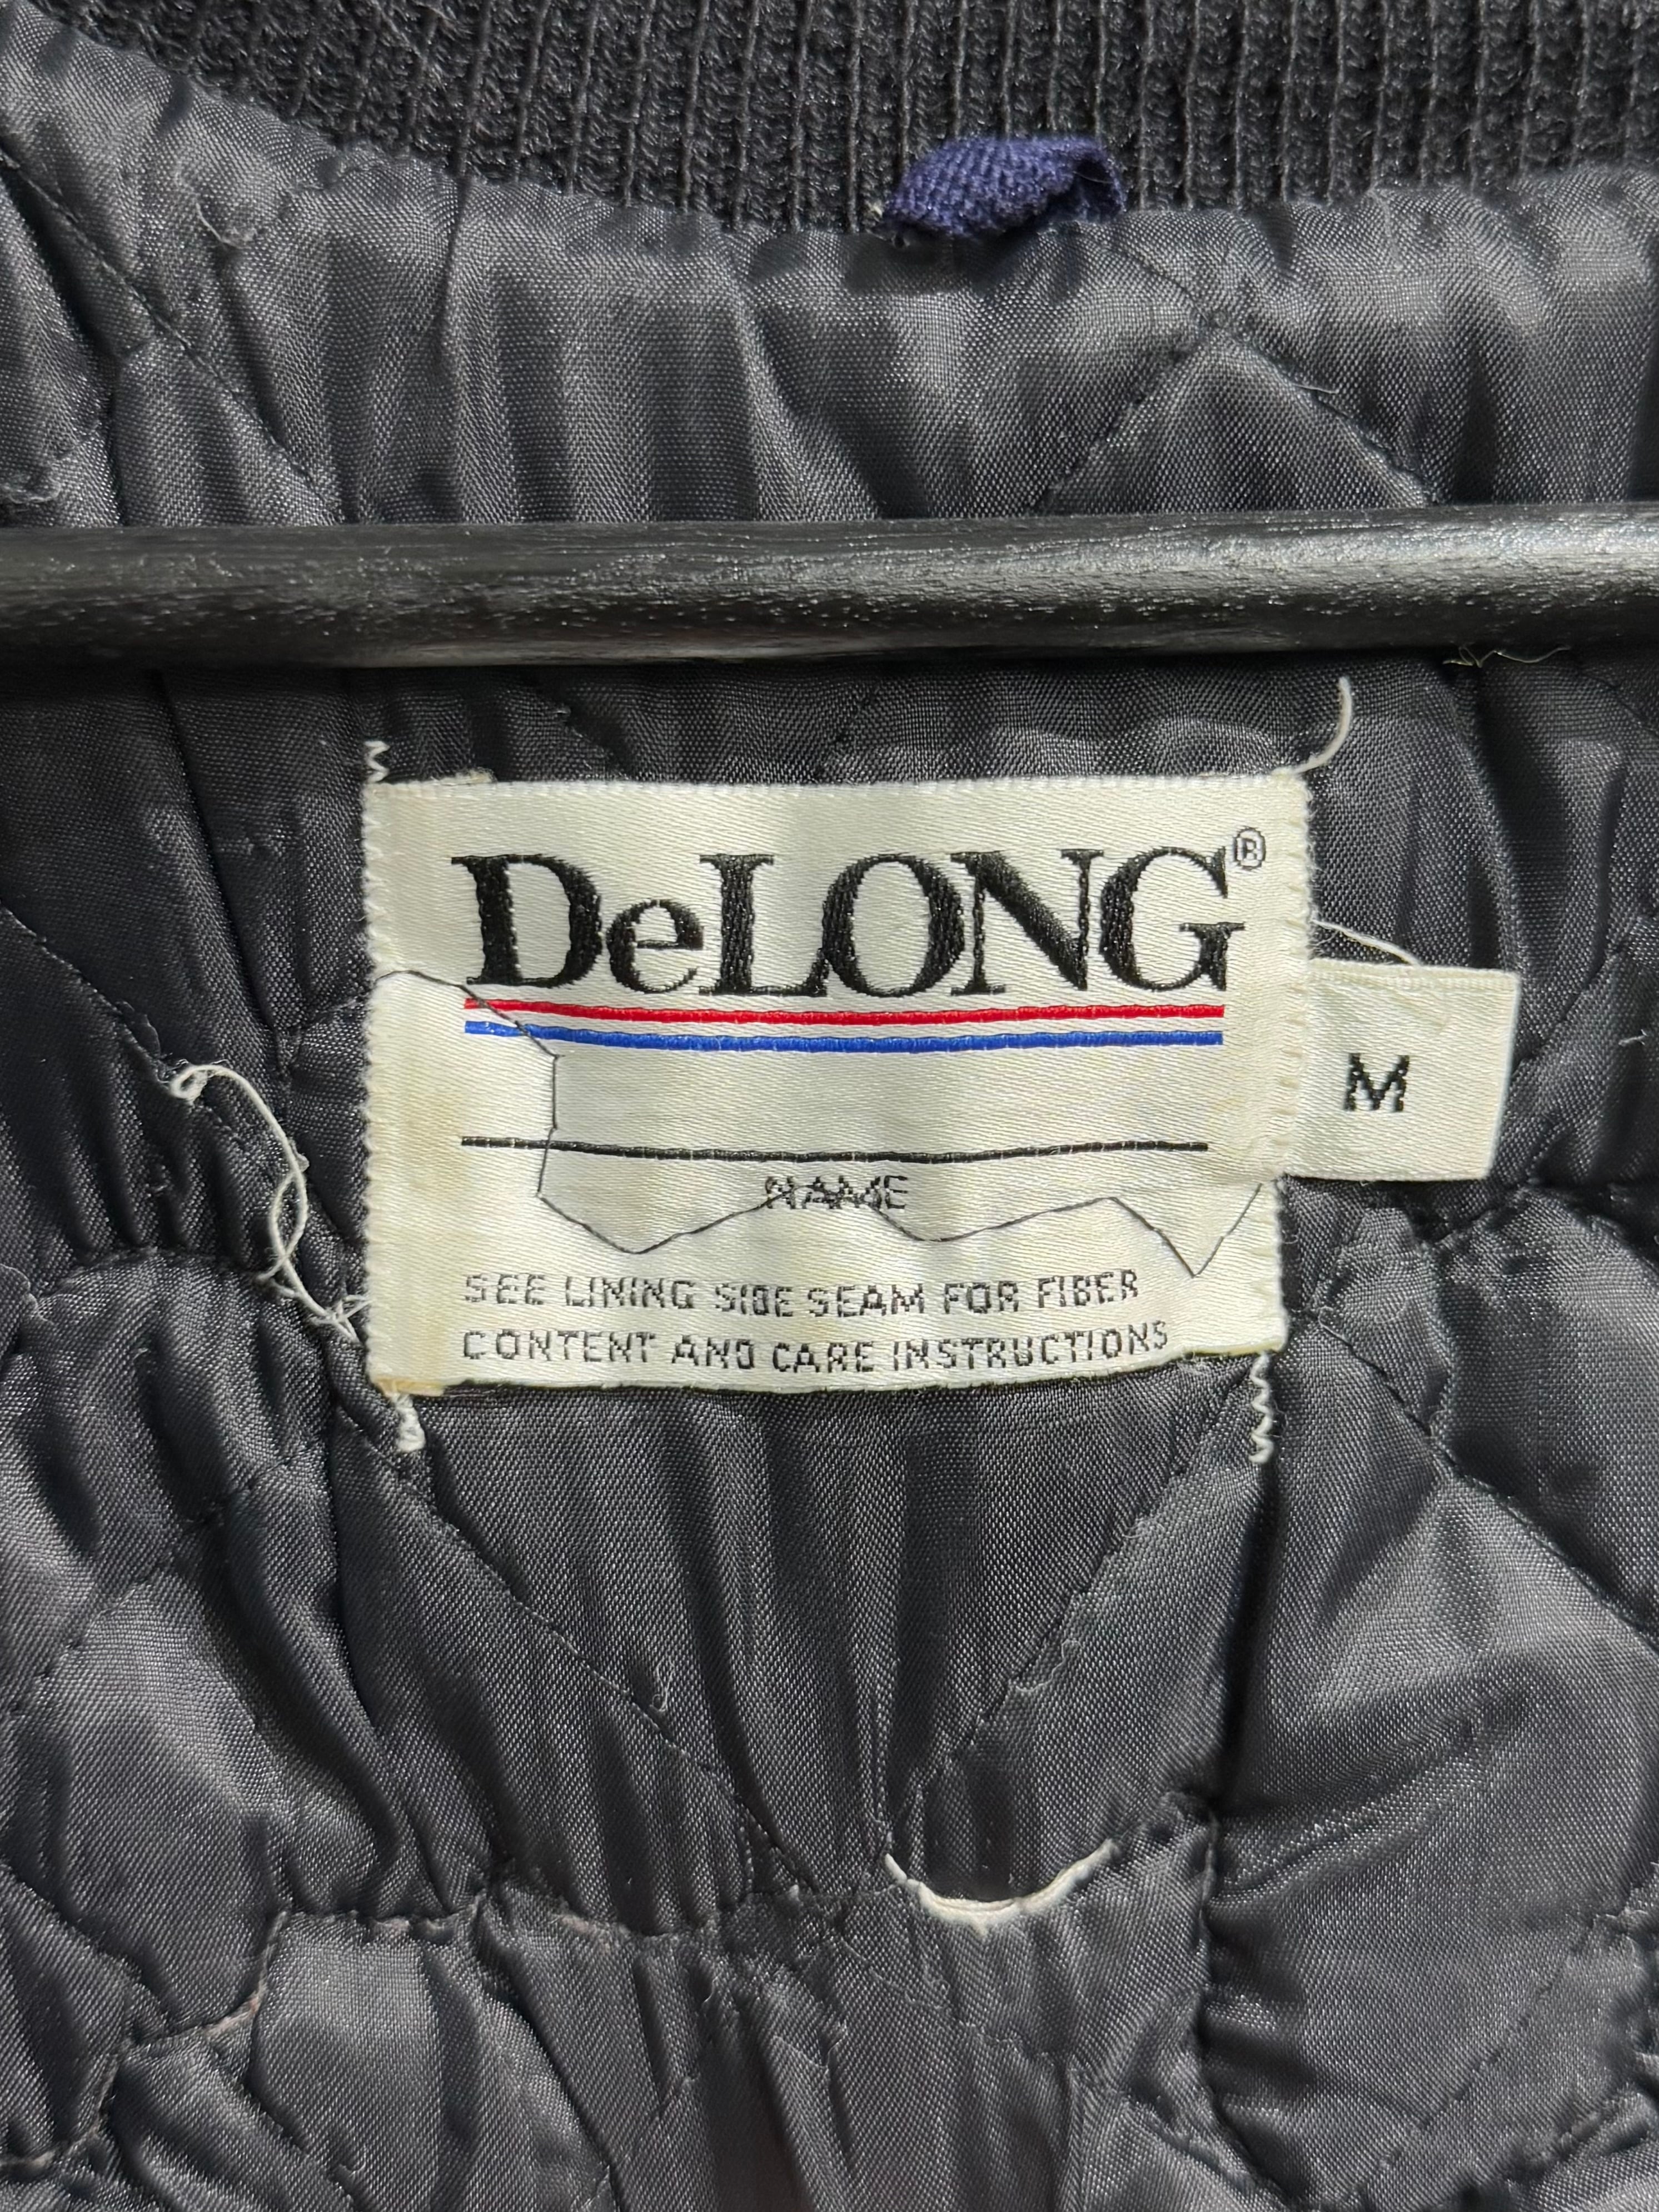 DeLONG®
M
NAME
SEE LINING SIDE SEAM FOR FIBER
CONTENT AND CARE INSTRUCTIONS